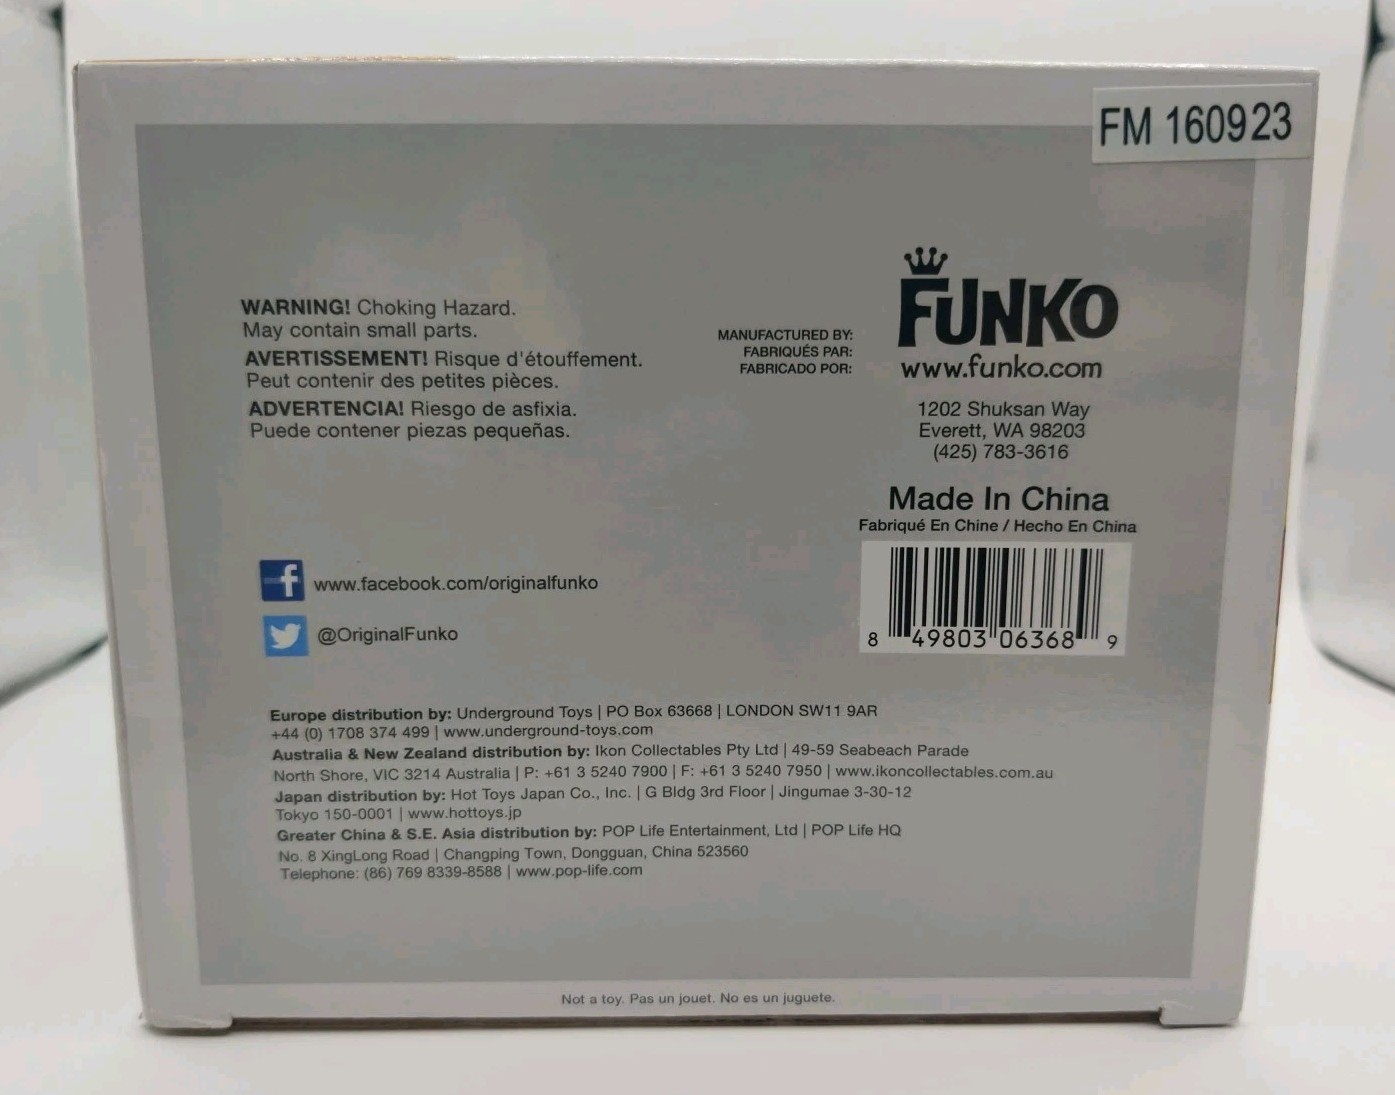 FM 160923
WARNING! Choking Hazard.
May contain small parts.
AVERTISSEMENT! Risque d'étouffement.
Peut contenir des petites pièces.
ADVERTENCIA! Riesgo de asfixia.
Puede contener piezas pequeñas.
MANUFACTURED BY:
FABRIQUÉS PAR:
FABRICADO POR:
FUNKO
www.funko.com
1202 Shuksan Way
Everett, WA 98203
(425) 783-3616
Made In China
Fabriqué En Chine / Hecho En China
8 49803 06368 9
f www.facebook.com/originalfunko
@OriginalFunko
Europe distribution by: Underground Toys | PO Box 63668 | LONDON SW11 9AR
+44 (0) 1708 374 499 | www.underground-toys.com
Australia & New Zealand distribution by: Ikon Collectables Pty Ltd | 49-59 Seabeach Parade
North Shore, VIC 3214 Australia | P: +61 3 5240 7900 | F: +61 3 5240 7950 | www.ikoncollectables.com.au
Japan distribution by: Hot Toys Japan Co., Inc. | G Bldg 3rd Floor | Jingumae 3-30-12
Tokyo 150-0001 | www.hottoys.jp
Greater China & S.E. Asia distribution by: POP Life Entertainment, Ltd | POP Life HQ
No. 8 XingLong Road | Changping Town, Dongguan, China 523560
Telephone: (86) 769 8339-8588 | www.pop-life.com
Not a toy. Pas un jouet. No es un juguete.